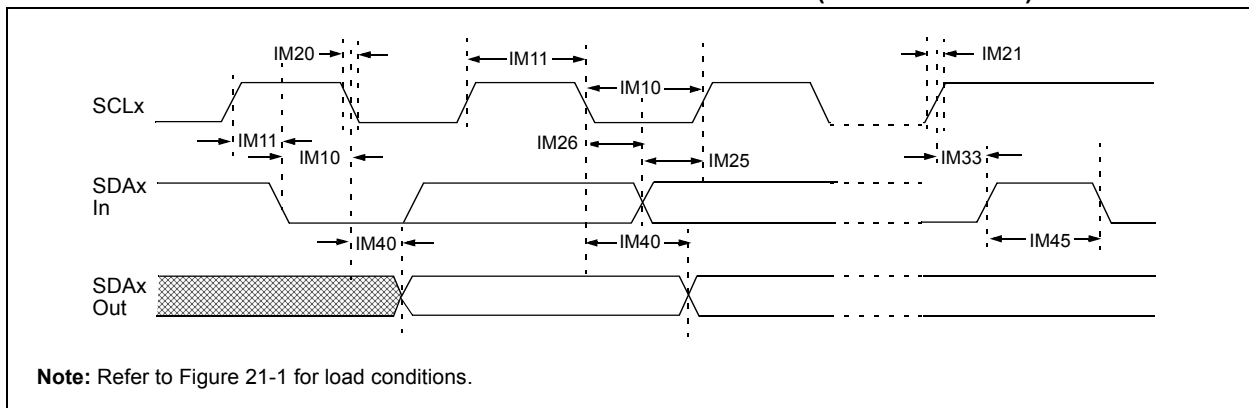 IM20
IM11
IM21
IM10
SCLx
IM11
IM26
IM10
IM25
IM33
SDAx
In
IM40
IM40
IM45
SDAx
Out
Note: Refer to Figure 21-1 for load conditions.